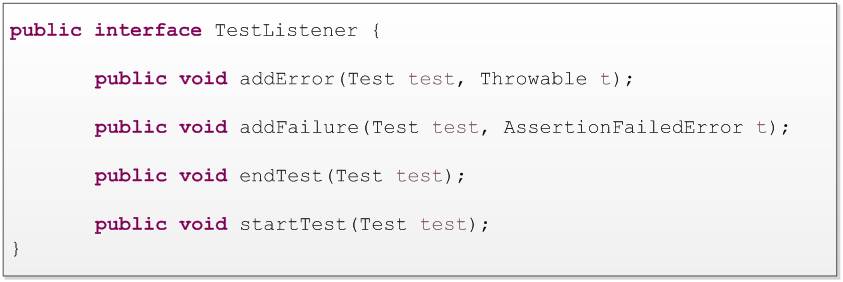 public interface TestListener {
public void addError(Test test, Throwable t);
public void addFailure(Test test, AssertionFailedError t);
public void endTest(Test test);
public void startTest(Test test);
}